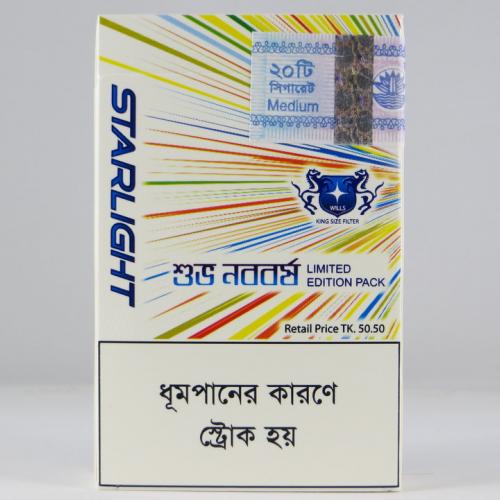 ২০টি
সিগারেট
Medium
STARLIGHT
WILLS
KING SIZE FILTER
শুভ নববর্ষ LIMITED
EDITION PACK
Retail Price TK. 50.50
ধূমপানের কারণে
স্ট্রোক হয়